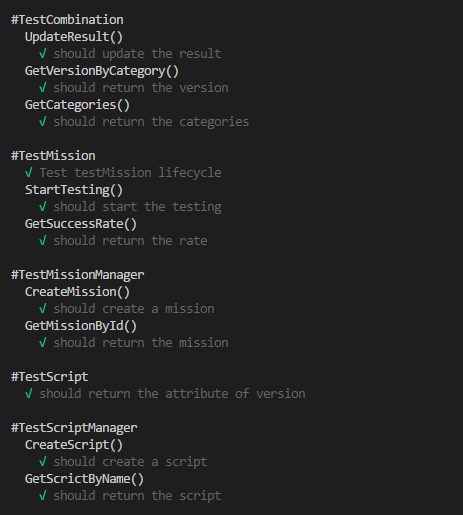 #TestCombination
UpdateResult()
√ should update the result
GetVersionByCategory()
√ should return the version
GetCategories()
√ should return the categories
#TestMission
√ Test testMission lifecycle
StartTesting()
√ should start the testing
GetSuccessRate()
√ should return the rate
#TestMissionManager
CreateMission()
√ should create a mission
GetMissionById()
√ should return the mission
#TestScript
√ should return the attribute of version
#TestScriptManager
CreateScript()
√ should create a script
GetScrictByName()
√ should return the script